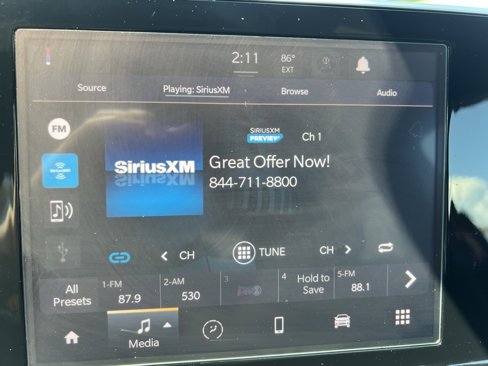 2:11 86°
EXT
Source Playing: SiriusXM Browse Audio
FM
SIRIUSXM
PREVIEW Ch 1
SiriusXM
Great Offer Now!
844-711-8800
CH TUNE CH
All
Presets
1-FM
87.9
2-AM
530
3
4
Hold to
Save
5-FM
88.1
Media